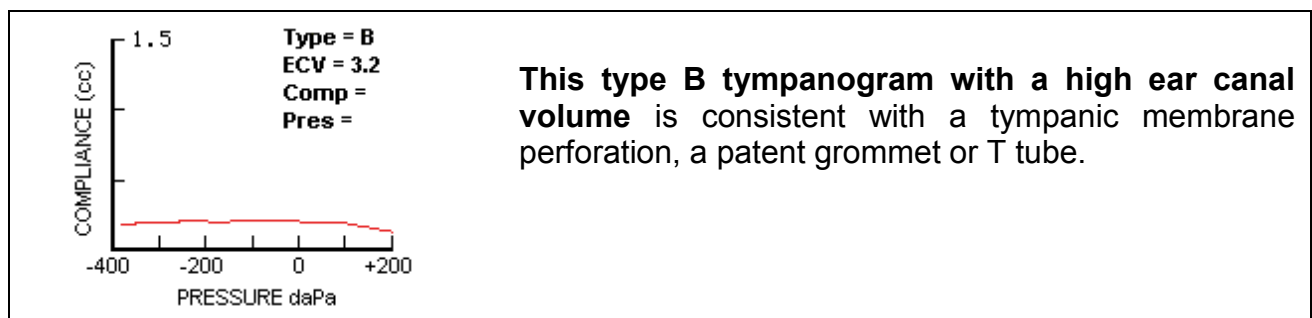 1.5
Type = B
ECV = 3.2
Comp =
Pres =
COMPLIANCE (cc)
-400 -200 0 +200
PRESSURE daPa
This type B tympanogram with a high ear canal
volume is consistent with a tympanic membrane
perforation, a patent grommet or T tube.